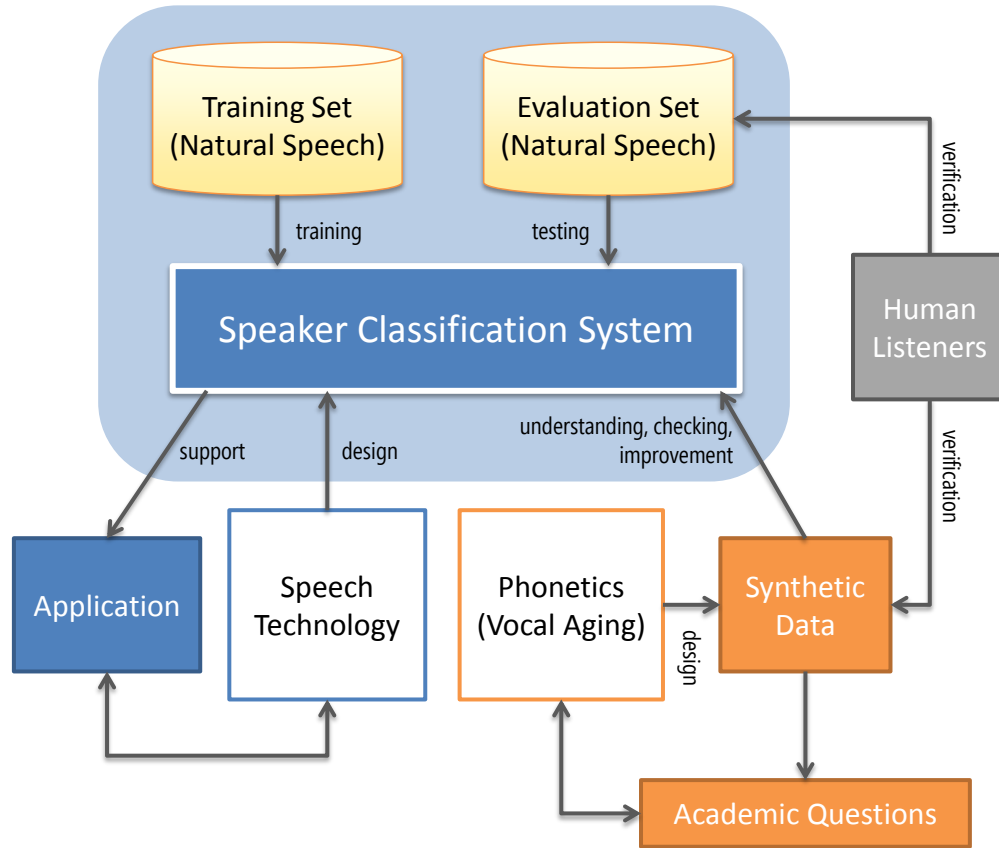 Training Set
(Natural Speech)
Evaluation Set
(Natural Speech)
verification
training
testing
Speaker Classification System
Human
Listeners
support
design
understanding, checking,
improvement
verification
Application
Speech
Technology
Phonetics
(Vocal Aging)
design
Synthetic
Data
Academic Questions